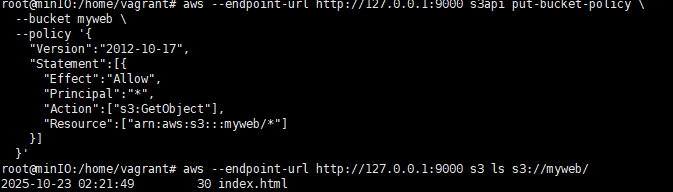 root@minIO:/home/vagrant# aws --endpoint-url http://127.0.0.1:9000 s3api put-bucket-policy \
  --bucket myweb \
  --policy '{
    "Version":"2012-10-17",
    "Statement":[{
      "Effect":"Allow",
      "Principal":"*",
      "Action":["s3:GetObject"],
      "Resource":["arn:aws:s3:::myweb/*"]
    }]
  }'
root@minIO:/home/vagrant# aws --endpoint-url http://127.0.0.1:9000 s3 ls s3://myweb/
2025-10-23 02:21:49         30 index.html